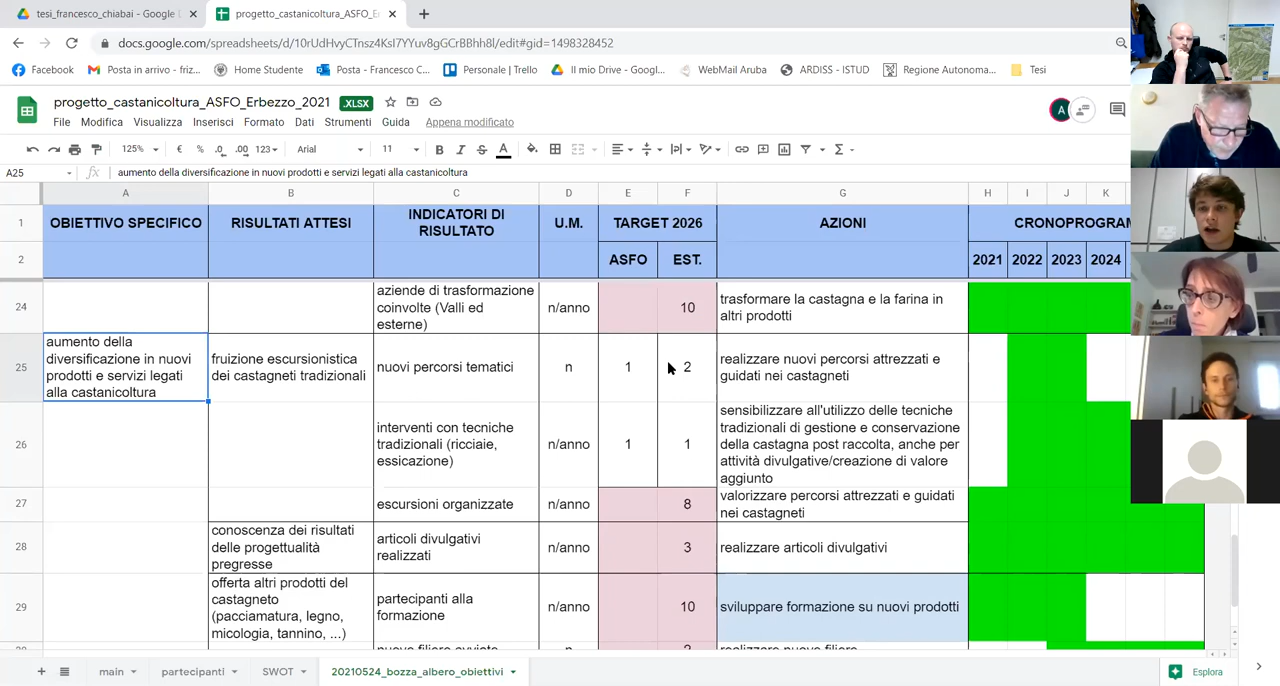 tesi_francesco_chiabai - Google
progetto_castanicoltura_ASFO_E
docs.google.com/spreadsheets/d/10rUdHvyCTnsz4KsI7YYuv8gGCrBBhh8l/edit#gid=1498328452
Facebook
Posta in arrivo - friz...
Home Studente
Posta - Francesco C...
Personale | Trello
Il mio Drive - Googl...
WebMail Aruba
ARDISS - ISTUD
Regione Autonoma...
Tesi
progetto_castanicoltura_ASFO_Erbezzo_2021 .XLSX
A
File Modifica Visualizza Inserisci Formato Dati Strumenti Guida Appena modificato
125% € % .0 .00 123 Arial 11 B I S A Σ
A25 fx aumento della diversificazione in nuovi prodotti e servizi legati alla castanicoltura
A B C D E F G H I J K
1 OBIETTIVO SPECIFICO RISULTATI ATTESI INDICATORI DI
RISULTATO U.M. TARGET 2026 AZIONI CRONOPROGRAM
2 ASFO EST. 2021 2022 2023 2024
24 aziende di trasformazione
coinvolte (Valli ed
esterne) n/anno 10 trasformare la castagna e la farina in
altri prodotti
25 aumento della
diversificazione in nuovi
prodotti e servizi legati
alla castanicoltura
fruizione escursionistica
dei castagneti tradizionali
nuovi percorsi tematici n 1 2 realizzare nuovi percorsi attrezzati e
guidati nei castagneti
26 interventi con tecniche
tradizionali (ricciaie,
essicazione) n/anno 1 1
sensibilizzare all'utilizzo delle tecniche
tradizionali di gestione e conservazione
della castagna post raccolta, anche per
attività divulgative/creazione di valore
aggiunto
27 escursioni organizzate n/anno 8 valorizzare percorsi attrezzati e guidati
nei castagneti
28 conoscenza dei risultati
delle progettualità
pregresse
articoli divulgativi
realizzati n/anno 3 realizzare articoli divulgativi
29 offerta altri prodotti del
castagneto
(pacciamatura, legno,
micologia, tannino, ...)
partecipanti alla
formazione n/anno 10 sviluppare formazione su nuovi prodotti
main partecipanti SWOT 20210524_bozza_albero_obiettivi Esplora